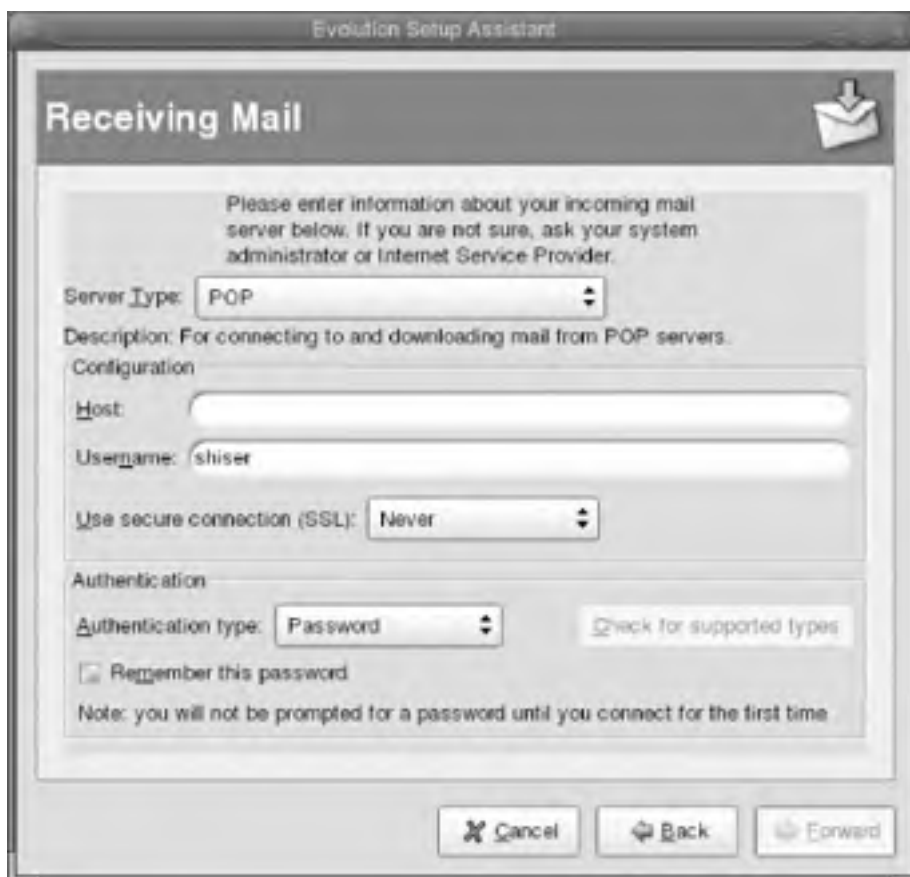 Evolution Setup Assistant
Receiving Mail
Please enter information about your incoming mail
server below. If you are not sure, ask your system
administrator or Internet Service Provider.
Server Type: POP
Description: For connecting to and downloading mail from POP servers.
Configuration
Host:
Username: shiser
Use secure connection (SSL): Never
Authentication
Authentication type: Password Check for supported types
Remember this password
Note: you will not be prompted for a password until you connect for the first time
Cancel Back Forward